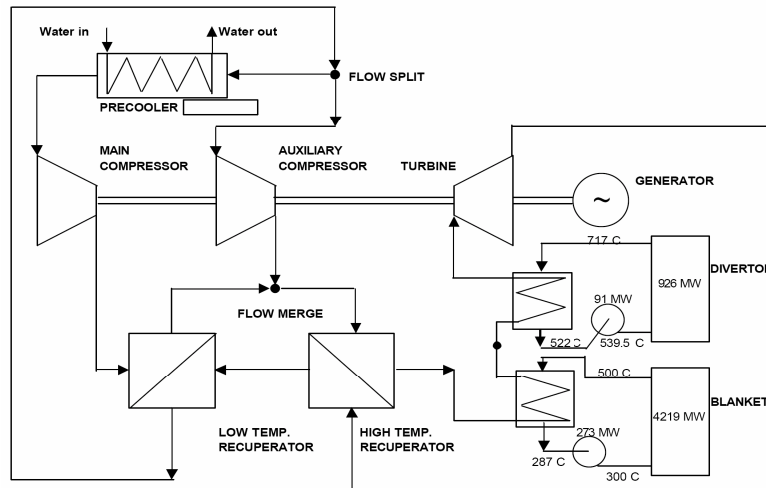 Water in
Water out
FLOW SPLIT
PRECOOLER
MAIN
COMPRESSOR
AUXILIARY
COMPRESSOR
TURBINE
GENERATOR
~
717 C
DIVERTOR
926 MW
91 MW
FLOW MERGE
522 C
539.5 C
500 C
BLANKET
4219 MW
LOW TEMP.
RECUPERATOR
HIGH TEMP.
RECUPERATOR
273 MW
287 C
300 C